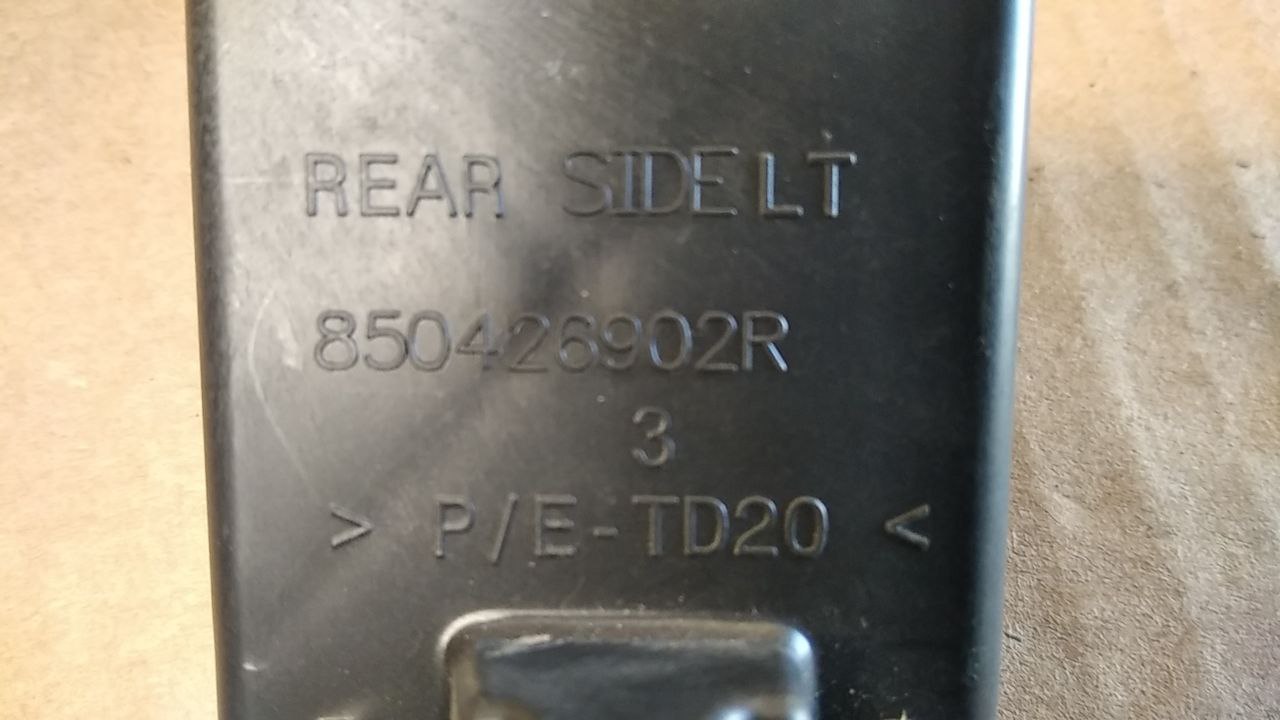 REAR SIDE LT
850426902R
3
> P/E-TD20 <